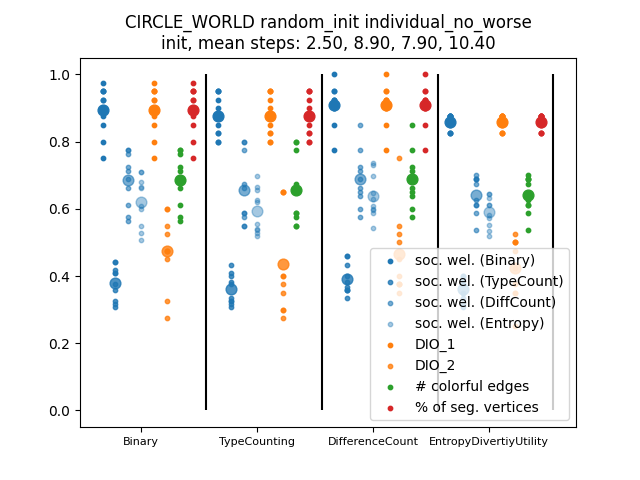 CIRCLE_WORLD random_init individual_no_worse
init, mean steps: 2.50, 8.90, 7.90, 10.40
1.0
0.8
0.6
0.4
0.2
0.0
soc. wel. (Binary)
soc. wel. (TypeCount)
soc. wel. (DiffCount)
soc. wel. (Entropy)
DIO_1
DIO_2
# colorful edges
% of seg. vertices
Binary
TypeCounting
DifferenceCount
EntropyDivertiyUtility